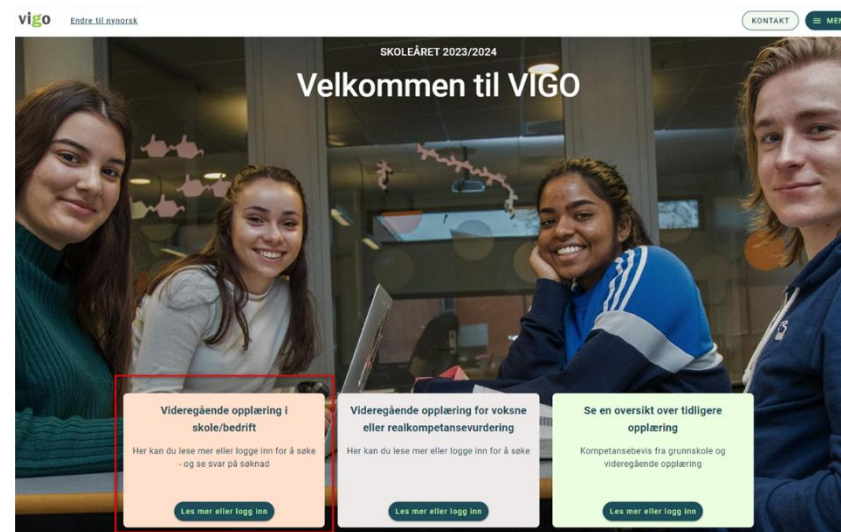 vigo
Endre til nynorsk
KONTAKT
SKOLEÅRET 2023/2024
Velkommen til VIGO
Videregående opplæring i
skole/bedrift
Her kan du lese mer eller logge inn for å søke
- og se svar på søknad
Les mer eller logg inn
Videregående opplæring for voksne
eller realkompetansevurdering
Her kan du lese mer eller logge inn for å søke
Les mer eller logg inn
Se en oversikt over tidligere
opplæring
Kompetansebevis fra grunnskole og
videregående opplæring
Les mer eller logg inn